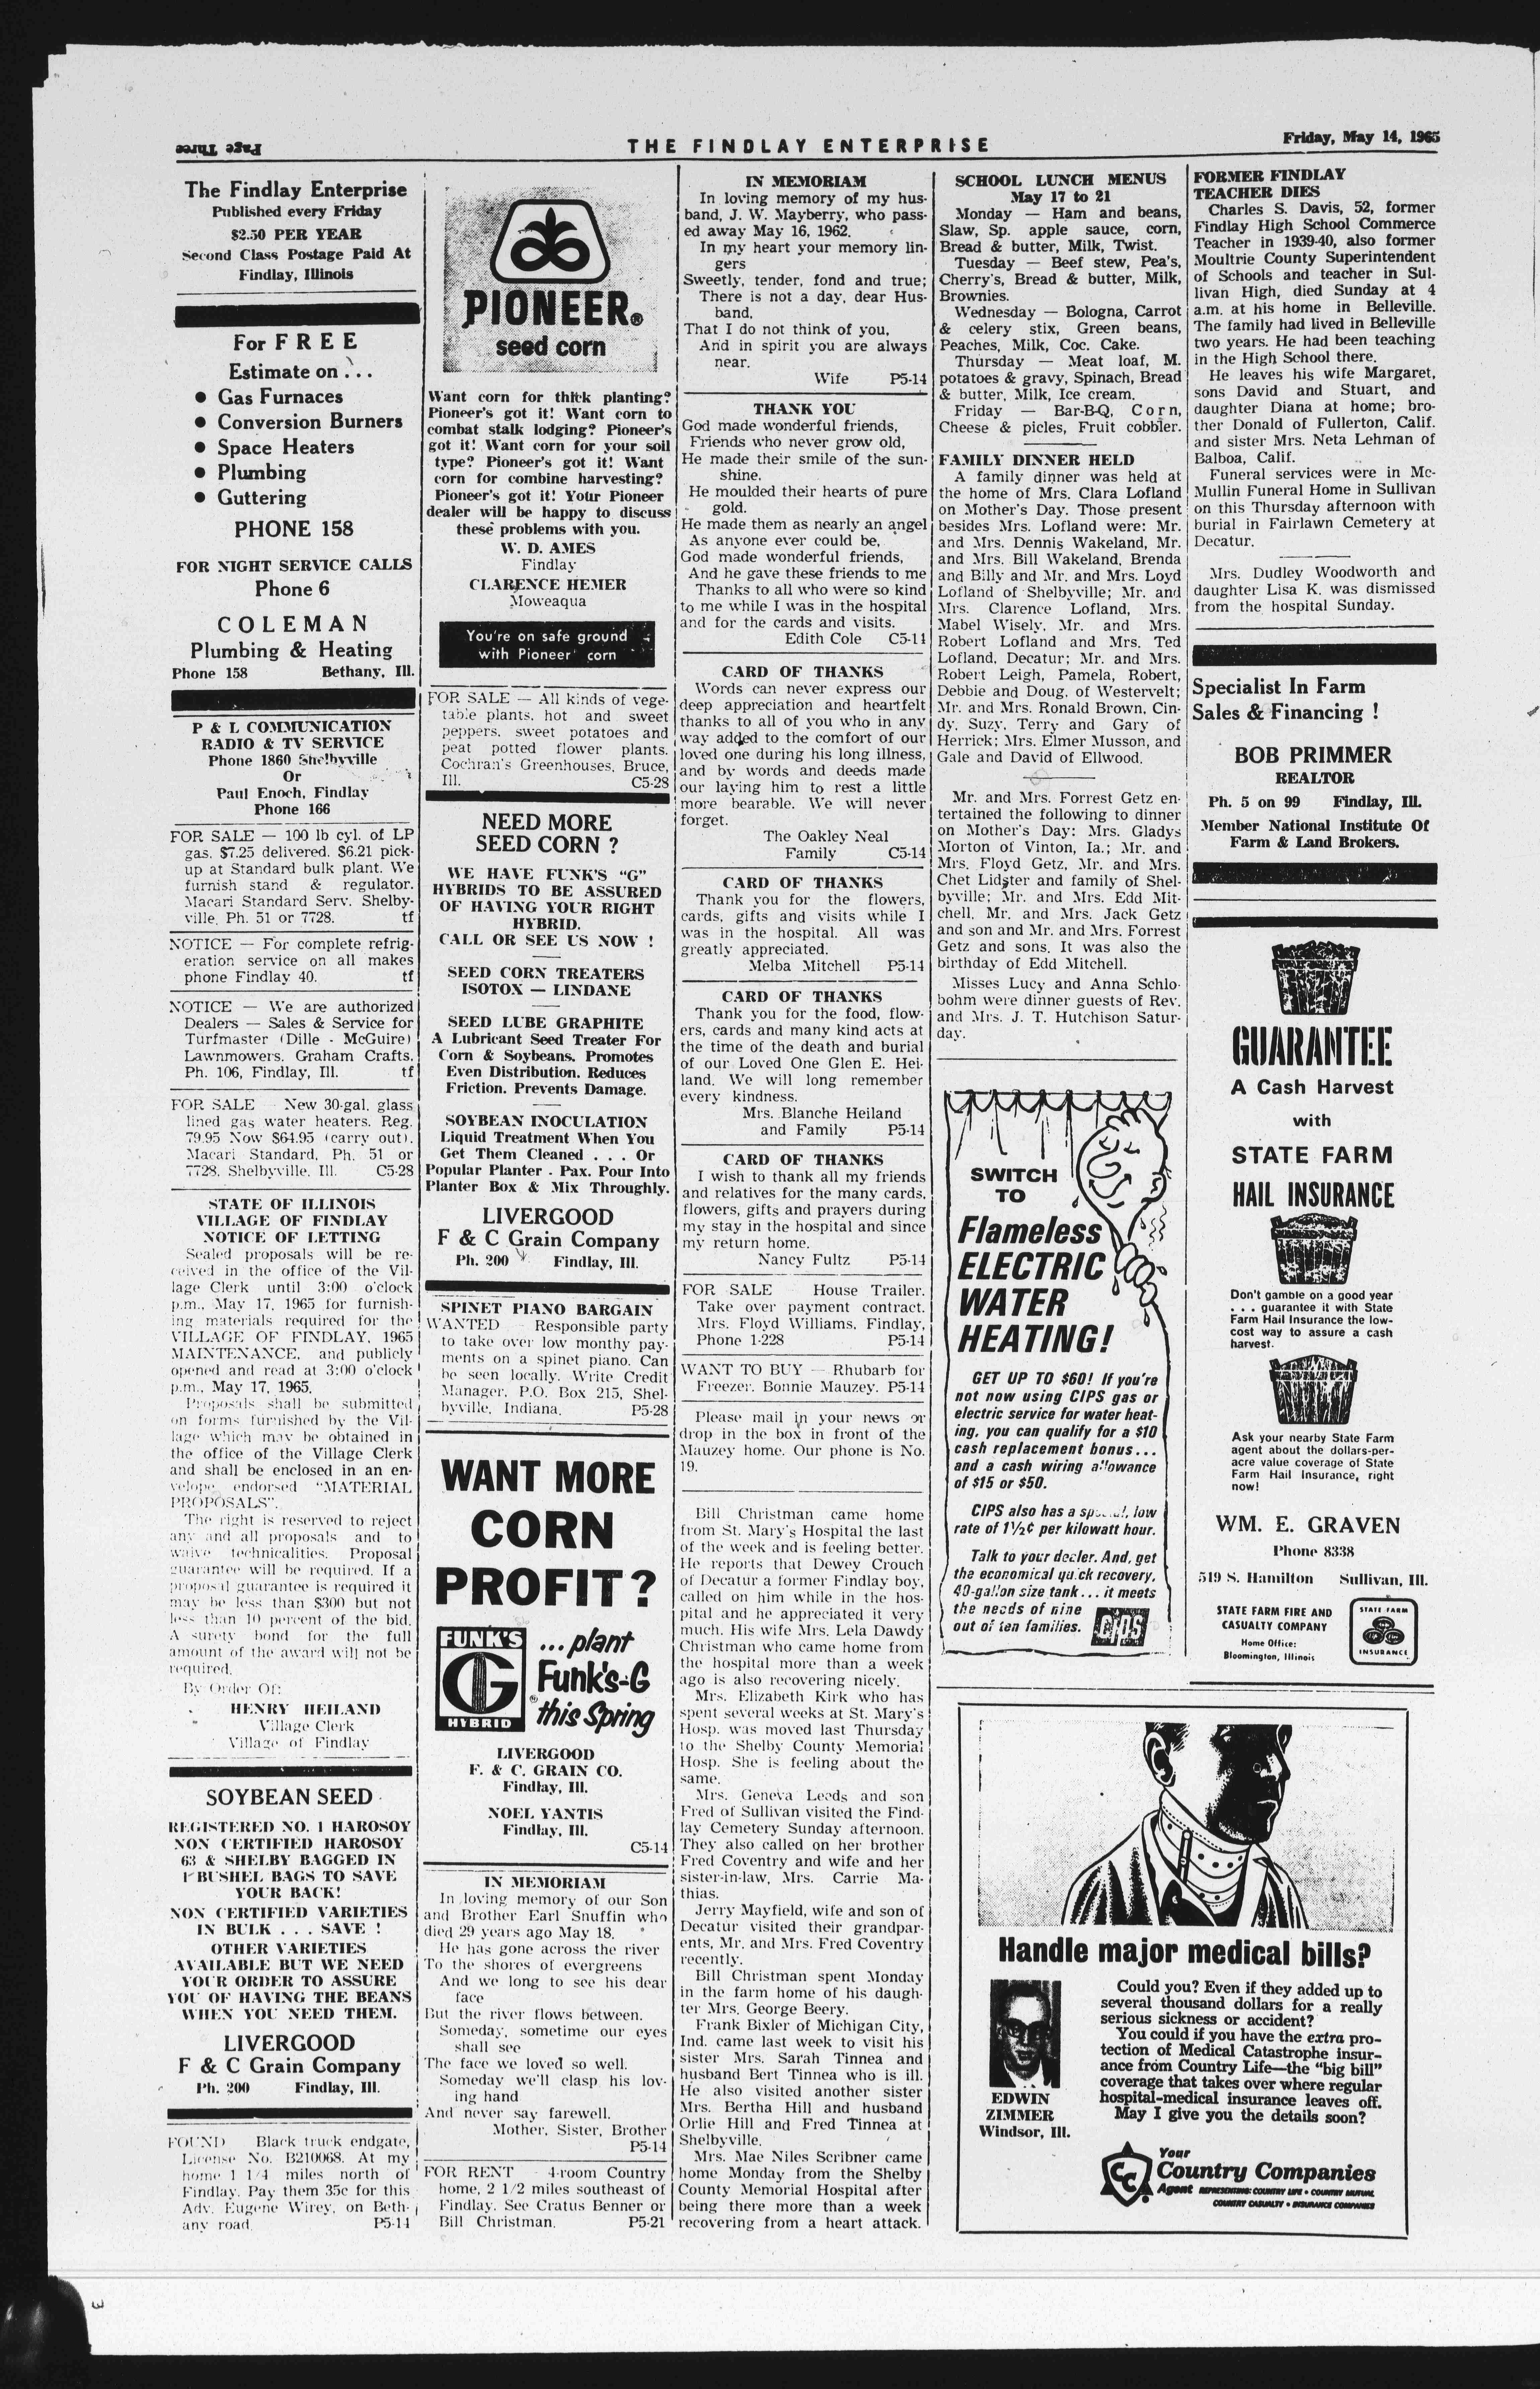 Page Three
THE FINDLAY ENTERPRISE
Friday, May 14, 1965
The Findlay Enterprise
Published every Friday
$2.50 PER YEAR
Second Class Postage Paid At
Findlay, Illinois
For FREE
Estimate on . . .
● Gas Furnaces
● Conversion Burners
● Space Heaters
● Plumbing
● Guttering
PHONE 158
FOR NIGHT SERVICE CALLS
Phone 6
COLEMAN
Plumbing & Heating
Phone 158 Bethany, Ill.
P & L COMMUNICATION
RADIO & TV SERVICE
Phone 1860 Shelbyville
Or
Paul Enoch, Findlay
Phone 166
FOR SALE — 100 lb cyl. of LP
gas. $7.25 delivered. $6.21 pick-
up at Standard bulk plant. We
furnish stand & regulator.
Macari Standard Serv. Shelby-
ville. Ph. 51 or 7728. tf
NOTICE — For complete refrig-
eration service on all makes
phone Findlay 40. tf
NOTICE — We are authorized
Dealers — Sales & Service for
Turfmaster (Dille - McGuire)
Lawnmowers. Graham Crafts.
Ph. 106, Findlay, Ill. tf
FOR SALE — New 30-gal. glass
lined gas water heaters. Reg.
79.95 Now $64.95 (carry out).
Macari Standard, Ph. 51 or
7728, Shelbyville, Ill. C5-28
STATE OF ILLINOIS
VILLAGE OF FINDLAY
NOTICE OF LETTING
Sealed proposals will be re-
ceived in the office of the Vil-
lage Clerk until 3:00 o'clock
p.m., May 17, 1965 for furnish-
ing materials required for the
VILLAGE OF FINDLAY, 1965
MAINTENANCE, and publicly
opened and read at 3:00 o'clock
p.m., May 17, 1965.
Proposals shall be submitted
on forms furnished by the Vil-
lage which may be obtained in
the office of the Village Clerk
and shall be enclosed in an en-
velope endorsed "MATERIAL
PROPOSALS".
The right is reserved to reject
any and all proposals and to
waive technicalities. Proposal
guarantee will be required. If a
proposal guarantee is required it
may be less than $300 but not
less than 10 percent of the bid.
A surety bond for the full
amount of the award will not be
required.
By Order Of:
HENRY HEILAND
Village Clerk
Village of Findlay
SOYBEAN SEED
REGISTERED NO. 1 HAROSOY
NON CERTIFIED HAROSOY
63 & SHELBY BAGGED IN
1 BUSHEL BAGS TO SAVE
YOUR BACK!
NON CERTIFIED VARIETIES
IN BULK . . . SAVE !
OTHER VARIETIES
AVAILABLE BUT WE NEED
YOUR ORDER TO ASSURE
YOU OF HAVING THE BEANS
WHEN YOU NEED THEM.
LIVERGOOD
F & C Grain Company
Ph. 200 Findlay, Ill.
FOUND Black truck endgate,
License No. B210068. At my
home 1 1/4 miles north of
Findlay. Pay them 35c for this
Adv. Eugene Wirey, on Beth-
any road. P5-14
PIONEER®
seed corn
Want corn for thick planting?
Pioneer's got it! Want corn to
combat stalk lodging? Pioneer's
got it! Want corn for your soil
type? Pioneer's got it! Want
corn for combine harvesting?
Pioneer's got it! Your Pioneer
dealer will be happy to discuss
these problems with you.
W. D. AMES
Findlay
CLARENCE HEMER
Moweaqua
You're on safe ground
with Pioneer corn
FOR SALE — All kinds of vege-
table plants, hot and sweet
peppers, sweet potatoes and
peat potted flower plants.
Cochran's Greenhouses, Bruce,
Ill. C5-28
NEED MORE
SEED CORN ?
WE HAVE FUNK'S "G"
HYBRIDS TO BE ASSURED
OF HAVING YOUR RIGHT
HYBRID.
CALL OR SEE US NOW !
SEED CORN TREATERS
ISOTOX — LINDANE
SEED LUBE GRAPHITE
A Lubricant Seed Treater For
Corn & Soybeans. Promotes
Even Distribution. Reduces
Friction. Prevents Damage.
SOYBEAN INOCULATION
Liquid Treatment When You
Get Them Cleaned . . . Or
Popular Planter - Pax. Pour Into
Planter Box & Mix Throughly.
LIVERGOOD
F & C Grain Company
Ph. 200 Findlay, Ill.
SPINET PIANO BARGAIN
WANTED - Responsible party
to take over low monthy pay-
ments on a spinet piano. Can
be seen locally. Write Credit
Manager, P.O. Box 215, Shel-
byville, Indiana. P5-28
WANT MORE
CORN
PROFIT?
FUNK'S
G
HYBRID
... plant
Funk's-G
® this Spring
LIVERGOOD
F. & C. GRAIN CO.
Findlay, Ill.
NOEL YANTIS
Findlay, Ill.
C5-14
IN MEMORIAM
In loving memory of our Son
and Brother Earl Snuffin who
died 29 years ago May 18.
He has gone across the river
To the shores of evergreens
And we long to see his dear
face
But the river flows between.
Someday, sometime our eyes
shall see
The face we loved so well.
Someday we'll clasp his lov-
ing hand
And never say farewell.
Mother, Sister, Brother
P5-14
FOR RENT - 4-room Country
home, 2 1/2 miles southeast of
Findlay. See Cratus Benner or
Bill Christman. P5-21
IN MEMORIAM
In loving memory of my hus-
band, J. W. Mayberry, who pass-
ed away May 16, 1962.
In my heart your memory lin-
gers
Sweetly, tender, fond and true;
There is not a day, dear Hus-
band,
That I do not think of you,
And in spirit you are always
near.
Wife P5-14
THANK YOU
God made wonderful friends,
Friends who never grow old,
He made their smile of the sun-
shine.
He moulded their hearts of pure
gold.
He made them as nearly an angel
As anyone ever could be,
God made wonderful friends,
And he gave these friends to me
Thanks to all who were so kind
to me while I was in the hospital
and for the cards and visits.
Edith Cole C5-14
CARD OF THANKS
Words can never express our
deep appreciation and heartfelt
thanks to all of you who in any
way added to the comfort of our
loved one during his long illness,
and by words and deeds made
our laying him to rest a little
more bearable. We will never
forget.
The Oakley Neal
Family C5-14
CARD OF THANKS
Thank you for the flowers,
cards, gifts and visits while I
was in the hospital. All was
greatly appreciated.
Melba Mitchell P5-14
CARD OF THANKS
Thank you for the food, flow-
ers, cards and many kind acts at
the time of the death and burial
of our Loved One Glen E. Hei-
land. We will long remember
every kindness.
Mrs. Blanche Heiland
and Family P5-14
CARD OF THANKS
I wish to thank all my friends
and relatives for the many cards,
flowers, gifts and prayers during
my stay in the hospital and since
my return home.
Nancy Fultz P5-14
FOR SALE House Trailer.
Take over payment contract.
Mrs. Floyd Williams, Findlay,
Phone 1-228 P5-14
WANT TO BUY — Rhubarb for
Freezer. Bonnie Mauzey. P5-14
Please mail in your news or
drop in the box in front of the
Mauzey home. Our phone is No.
19.
Bill Christman came home
from St. Mary's Hospital the last
of the week and is feeling better.
He reports that Dewey Crouch
of Decatur a former Findlay boy,
called on him while in the hos-
pital and he appreciated it very
much. His wife Mrs. Lela Dawdy
Christman who came home from
the hospital more than a week
ago is also recovering nicely.
Mrs. Elizabeth Kirk who has
spent several weeks at St. Mary's
Hosp. was moved last Thursday
to the Shelby County Memorial
Hosp. She is feeling about the
same.
Mrs. Geneva Leeds and son
Fred of Sullivan visited the Find-
lay Cemetery Sunday afternoon.
They also called on her brother
Fred Coventry and wife and her
sister-in-law, Mrs. Carrie Ma-
thias.
Jerry Mayfield, wife and son of
Decatur visited their grandpar-
ents, Mr. and Mrs. Fred Coventry
recently.
Bill Christman spent Monday
in the farm home of his daugh-
ter Mrs. George Beery.
Frank Bixler of Michigan City,
Ind. came last week to visit his
sister Mrs. Sarah Tinnea and
husband Bert Tinnea who is ill.
He also visited another sister
Mrs. Bertha Hill and husband
Orlie Hill and Fred Tinnea at
Shelbyville.
Mrs. Mae Niles Scribner came
home Monday from the Shelby
County Memorial Hospital after
being there more than a week
recovering from a heart attack.
SCHOOL LUNCH MENUS
May 17 to 21
Monday — Ham and beans,
Slaw, Sp. apple sauce, corn,
Bread & butter, Milk, Twist.
Tuesday — Beef stew, Pea's,
Cherry's, Bread & butter, Milk,
Brownies.
Wednesday — Bologna, Carrot
& celery stix, Green beans,
Peaches, Milk, Coc. Cake.
Thursday — Meat loaf, M.
potatoes & gravy, Spinach, Bread
& butter, Milk, Ice cream.
Friday — Bar-B-Q, Corn,
Cheese & picles, Fruit cobbler.
FAMILY DINNER HELD
A family dinner was held at
the home of Mrs. Clara Lofland
on Mother's Day. Those present
besides Mrs. Lofland were: Mr.
and Mrs. Dennis Wakeland, Mr.
and Mrs. Bill Wakeland, Brenda
and Billy and Mr. and Mrs. Loyd
Lofland of Shelbyville; Mr. and
Mrs. Clarence Lofland, Mrs.
Mabel Wisely, Mr. and Mrs.
Robert Lofland and Mrs. Ted
Lofland, Decatur; Mr. and Mrs.
Robert Leigh, Pamela, Robert,
Debbie and Doug, of Westervelt;
Mr. and Mrs. Ronald Brown, Cin-
dy, Suzy, Terry and Gary of
Herrick; Mrs. Elmer Musson, and
Gale and David of Ellwood.
Mr. and Mrs. Forrest Getz en-
tertained the following to dinner
on Mother's Day: Mrs. Gladys
Morton of Vinton, Ia.; Mr. and
Mrs. Floyd Getz, Mr. and Mrs.
Chet Lidster and family of Shel-
byville; Mr. and Mrs. Edd Mit-
chell, Mr. and Mrs. Jack Getz
and son and Mr. and Mrs. Forrest
Getz and sons. It was also the
birthday of Edd Mitchell.
Misses Lucy and Anna Schlo-
bohm were dinner guests of Rev.
and Mrs. J. T. Hutchison Satur-
day.
SWITCH
TO
Flameless
ELECTRIC
WATER
HEATING!
GET UP TO $60! If you're
not now using CIPS gas or
electric service for water heat-
ing, you can qualify for a $10
cash replacement bonus...
and a cash wiring allowance
of $15 or $50.
CIPS also has a special, low
rate of 1½¢ per kilowatt hour.
Talk to your dealer. And, get
the economical quick recovery,
40-gallon size tank... it meets
the needs of nine
out of ten families.
CIPS
FORMER FINDLAY
TEACHER DIES
Charles S. Davis, 52, former
Findlay High School Commerce
Teacher in 1939-40, also former
Moultrie County Superintendent
of Schools and teacher in Sul-
livan High, died Sunday at 4
a.m. at his home in Belleville.
The family had lived in Belleville
two years. He had been teaching
in the High School there.
He leaves his wife Margaret,
sons David and Stuart, and
daughter Diana at home; bro-
ther Donald of Fullerton, Calif.
and sister Mrs. Neta Lehman of
Balboa, Calif.
Funeral services were in Mc-
Mullin Funeral Home in Sullivan
on this Thursday afternoon with
burial in Fairlawn Cemetery at
Decatur.
Mrs. Dudley Woodworth and
daughter Lisa K. was dismissed
from the hospital Sunday.
Specialist In Farm
Sales & Financing !
BOB PRIMMER
REALTOR
Ph. 5 on 99 Findlay, Ill.
Member National Institute Of
Farm & Land Brokers.
GUARANTEE
A Cash Harvest
with
STATE FARM
HAIL INSURANCE
Don't gamble on a good year
. . . guarantee it with State
Farm Hail Insurance the low-
cost way to assure a cash
harvest.
Ask your nearby State Farm
agent about the dollars-per-
acre value coverage of State
Farm Hail Insurance, right
now!
WM. E. GRAVEN
Phone 8338
519 S. Hamilton Sullivan, Ill.
STATE FARM FIRE AND
CASUALTY COMPANY
Home Office:
Bloomington, Illinois
STATE FARM
INSURANCE
Handle major medical bills?
EDWIN
ZIMMER
Windsor, Ill.
Could you? Even if they added up to
several thousand dollars for a really
serious sickness or accident?
You could if you have the extra pro-
tection of Medical Catastrophe insur-
ance from Country Life—the "big bill"
coverage that takes over where regular
hospital-medical insurance leaves off.
May I give you the details soon?
CC
Your
Country Companies
Agent REPRESENTING: COUNTRY LIFE • COUNTRY MUTUAL
COUNTRY CASUALTY • INSURANCE COMPANIES
3